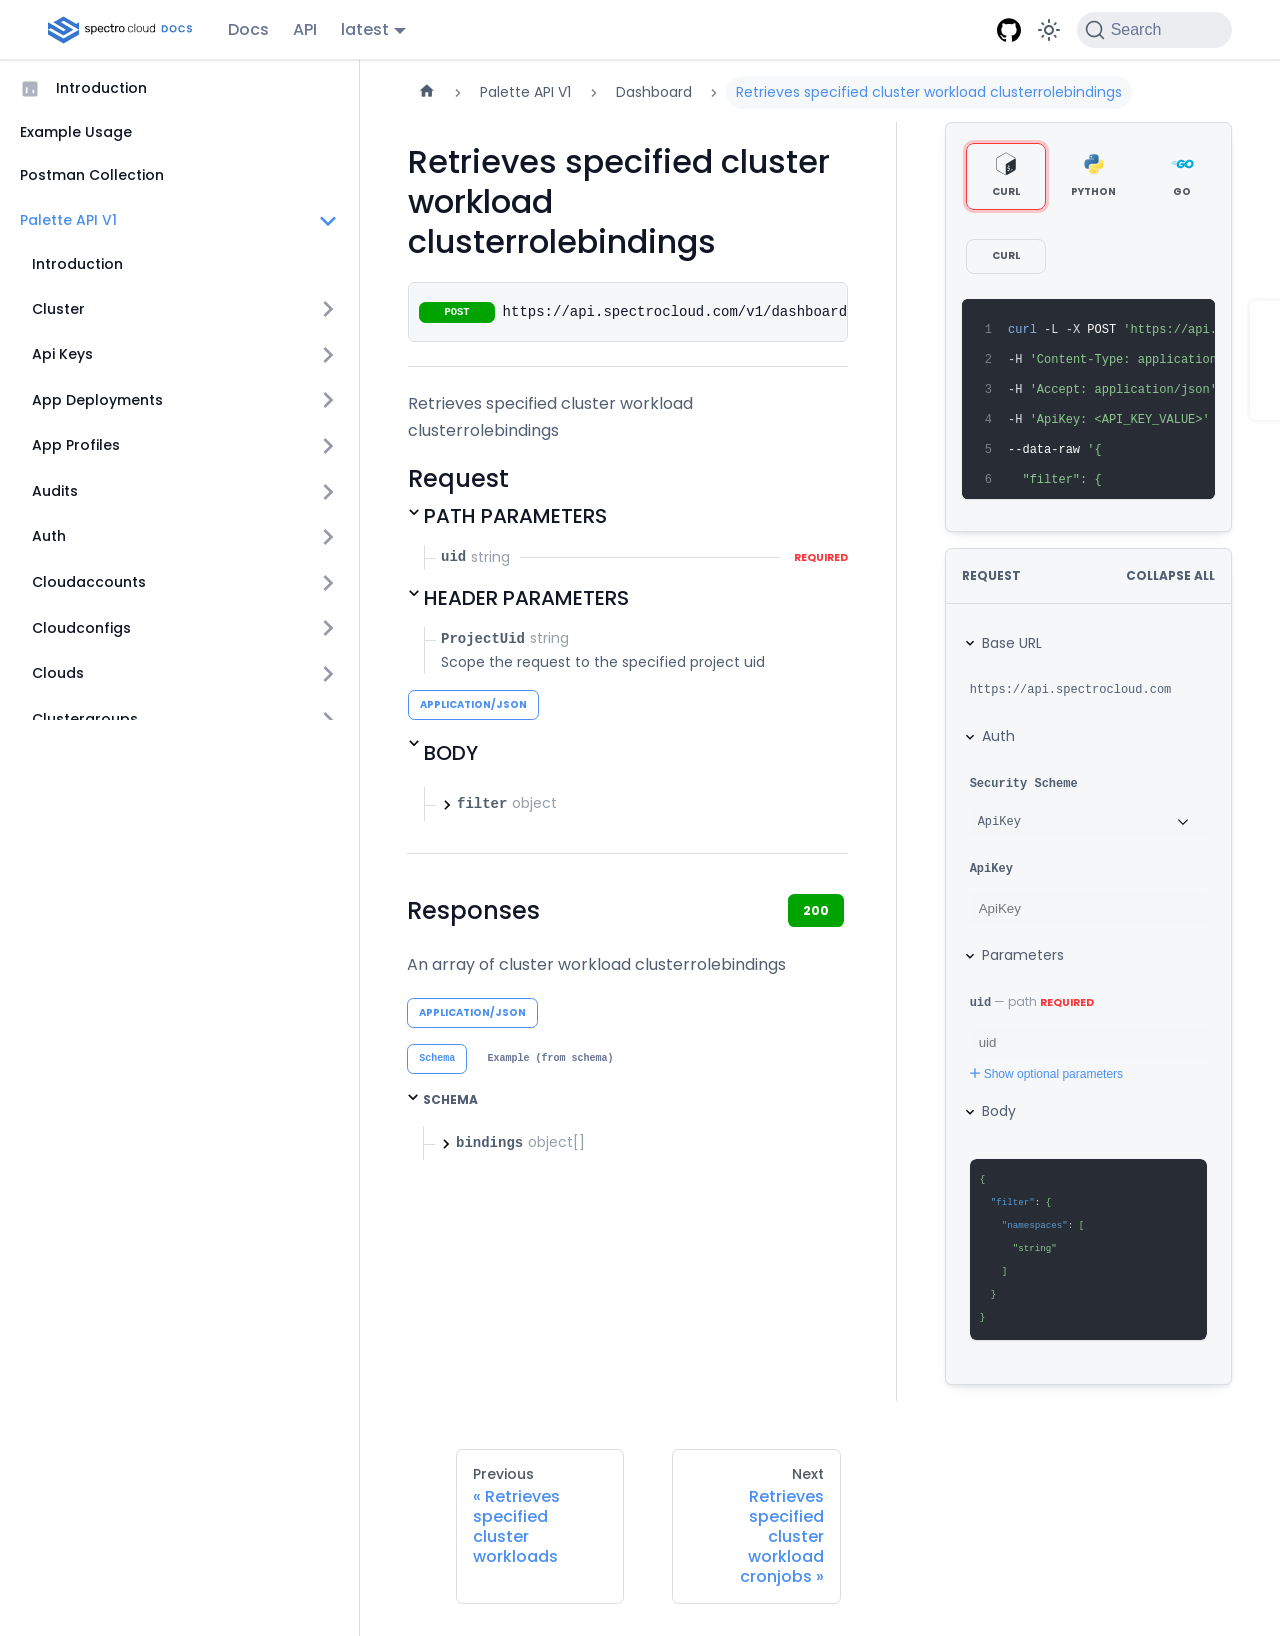 spectro cloud DOCS
Docs
API
latest
Search
Introduction
Example Usage
Postman Collection
Palette API V1
Introduction
Cluster
Api Keys
App Deployments
App Profiles
Audits
Auth
Cloudaccounts
Cloudconfigs
Clouds
Clustergroups
Palette API V1
Dashboard
Retrieves specified cluster workload clusterrolebindings
Retrieves specified cluster
workload
clusterrolebindings
POST https://api.spectrocloud.com/v1/dashboard
Retrieves specified cluster workload
clusterrolebindings
Request
PATH PARAMETERS
uid string REQUIRED
HEADER PARAMETERS
ProjectUid string
Scope the request to the specified project uid
APPLICATION/JSON
BODY
filter object
Responses
200
An array of cluster workload clusterrolebindings
APPLICATION/JSON
Schema
Example (from schema)
SCHEMA
bindings object[]
CURL
PYTHON
GO
CURL
1 curl -L -X POST 'https://api.
2 -H 'Content-Type: application
3 -H 'Accept: application/json'
4 -H 'ApiKey: <API_KEY_VALUE>'
5 --data-raw '{
6 "filter": {
REQUEST
COLLAPSE ALL
Base URL
https://api.spectrocloud.com
Auth
Security Scheme
ApiKey
ApiKey
ApiKey
Parameters
uid — path REQUIRED
uid
Show optional parameters
Body
{
"filter": {
"namespaces": [
"string"
]
}
}
Previous
« Retrieves
specified
cluster
workloads
Next
Retrieves
specified
cluster
workload
cronjobs »